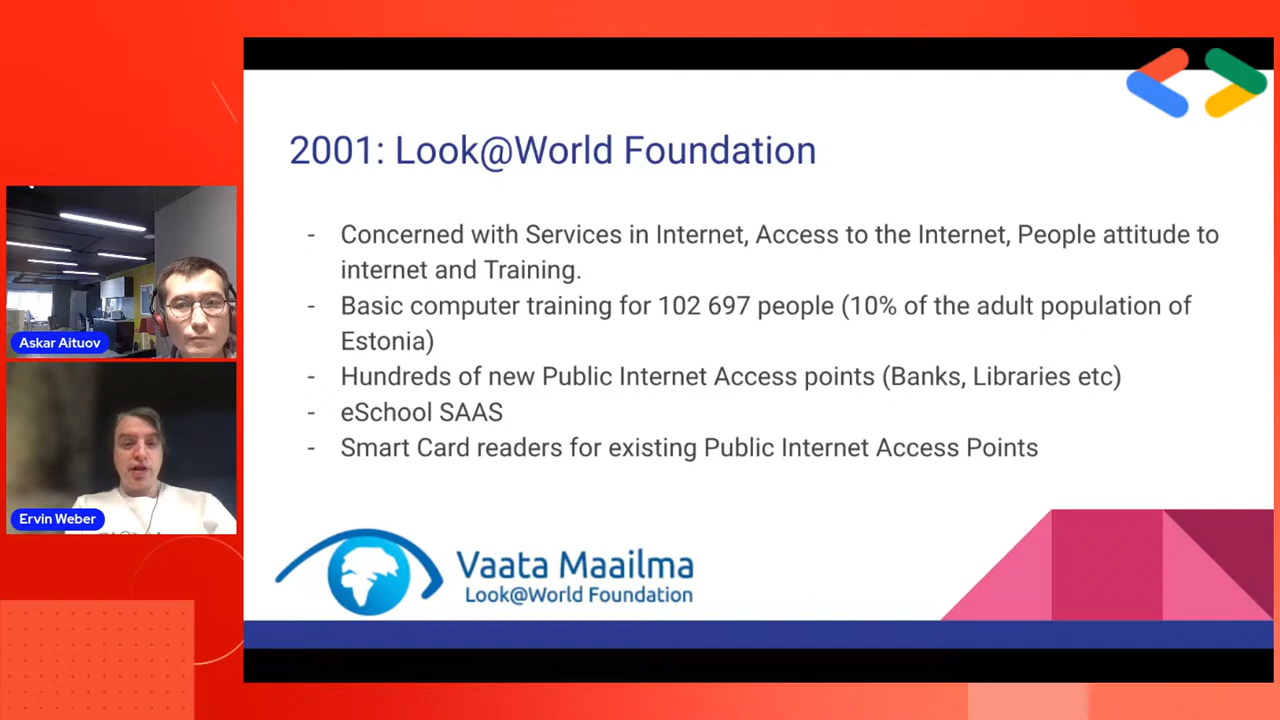 2001: Look@World Foundation
- Concerned with Services in Internet, Access to the Internet, People attitude to
internet and Training.
- Basic computer training for 102 697 people (10% of the adult population of
Estonia)
- Hundreds of new Public Internet Access points (Banks, Libraries etc)
- eSchool SAAS
- Smart Card readers for existing Public Internet Access Points
Vaata Maailma
Look@World Foundation
Askar Aituov
Ervin Weber